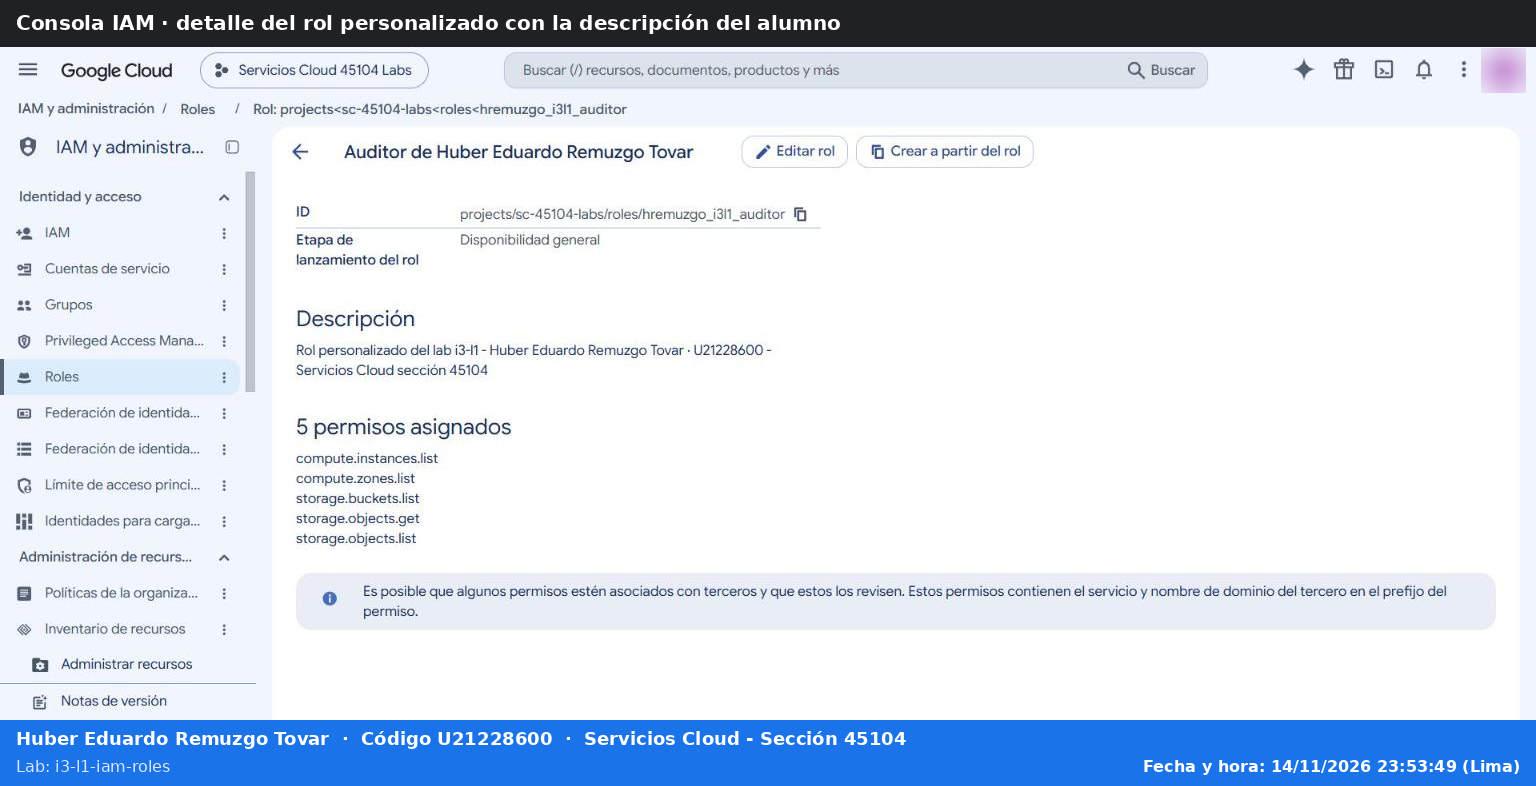 Consola IAM · detalle del rol personalizado con la descripción del alumno
Google Cloud
Servicios Cloud 45104 Labs
Buscar (/) recursos, documentos, productos y más
Buscar
IAM y administración / Roles / Rol: projects<sc-45104-labs<roles<hremuzgo_i3l1_auditor
IAM y administra...
Identidad y acceso
IAM
Cuentas de servicio
Grupos
Privileged Access Mana...
Roles
Federación de identida...
Federación de identida...
Límite de acceso princi...
Identidades para carga...
Administración de recurs...
Políticas de la organiza...
Inventario de recursos
Administrar recursos
Notas de versión
Auditor de Huber Eduardo Remuzgo Tovar
Editar rol
Crear a partir del rol
ID
projects/sc-45104-labs/roles/hremuzgo_i3l1_auditor
Etapa de
lanzamiento del rol
Disponibilidad general
Descripción
Rol personalizado del lab i3-l1 - Huber Eduardo Remuzgo Tovar · U21228600 -
Servicios Cloud sección 45104
5 permisos asignados
compute.instances.list
compute.zones.list
storage.buckets.list
storage.objects.get
storage.objects.list
Es posible que algunos permisos estén asociados con terceros y que estos los revisen. Estos permisos contienen el servicio y nombre de dominio del tercero en el prefijo del
permiso.
Huber Eduardo Remuzgo Tovar · Código U21228600 · Servicios Cloud - Sección 45104
Lab: i3-l1-iam-roles
Fecha y hora: 14/11/2026 23:53:49 (Lima)